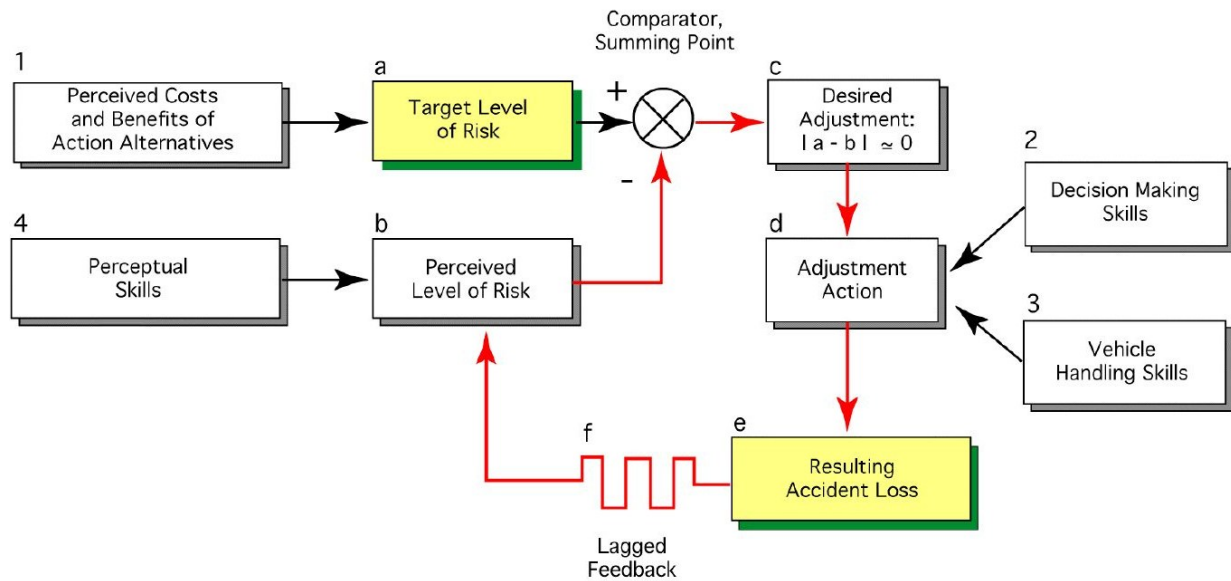 Comparator,
Summing Point
1
Perceived Costs
and Benefits of
Action Alternatives
a
Target Level
of Risk
+
-
c
Desired
Adjustment:
| a - b | ≃ 0
2
Decision Making
Skills
4
Perceptual
Skills
b
Perceived
Level of Risk
d
Adjustment
Action
3
Vehicle
Handling Skills
f
Lagged
Feedback
e
Resulting
Accident Loss